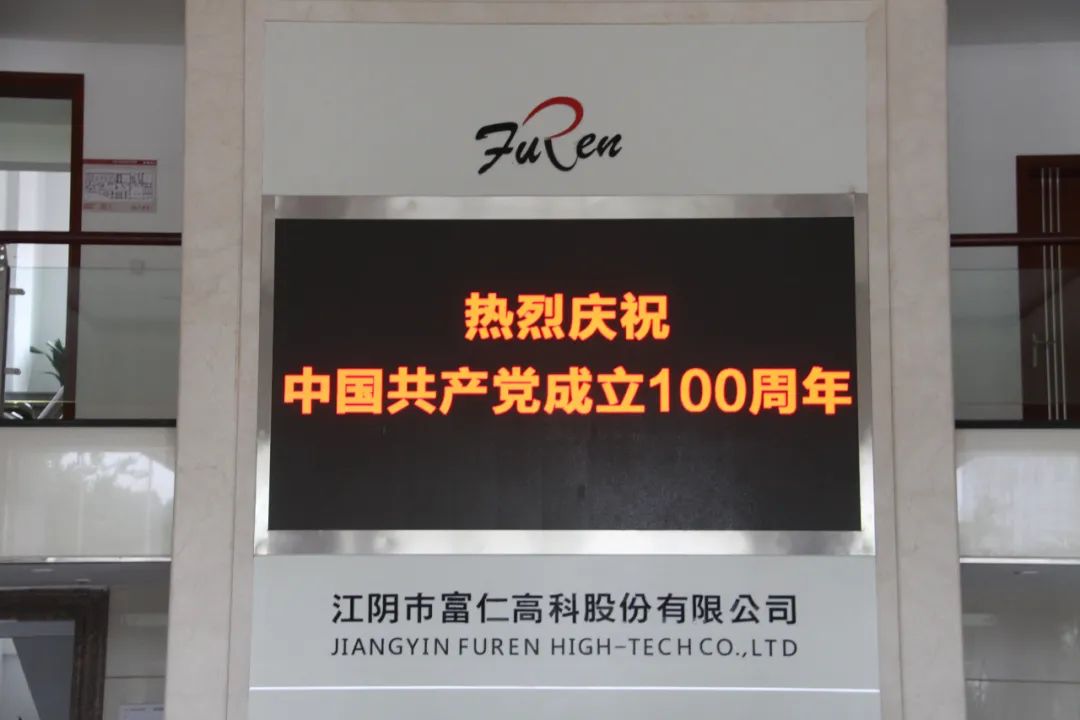 FuRen
热烈庆祝
中国共产党成立100周年
江阴市富仁高科股份有限公司
JIANGYIN FUREN HIGH-TECH CO.,LTD